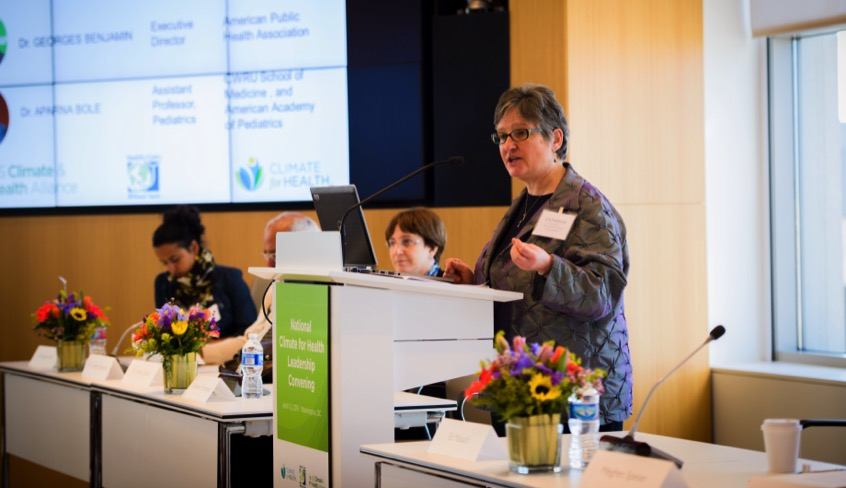 Dr. GEORGES BENJAMIN
Executive
Director
American Public
Health Association
Dr. APARNA BOLE
Assistant
Professor,
Pediatrics
CWRU School of
Medicine , and
American Academy
of Pediatrics
Climate &
Health Alliance
CLIMATE
for HEALTH
National
Climate for Health
Leadership
Convening